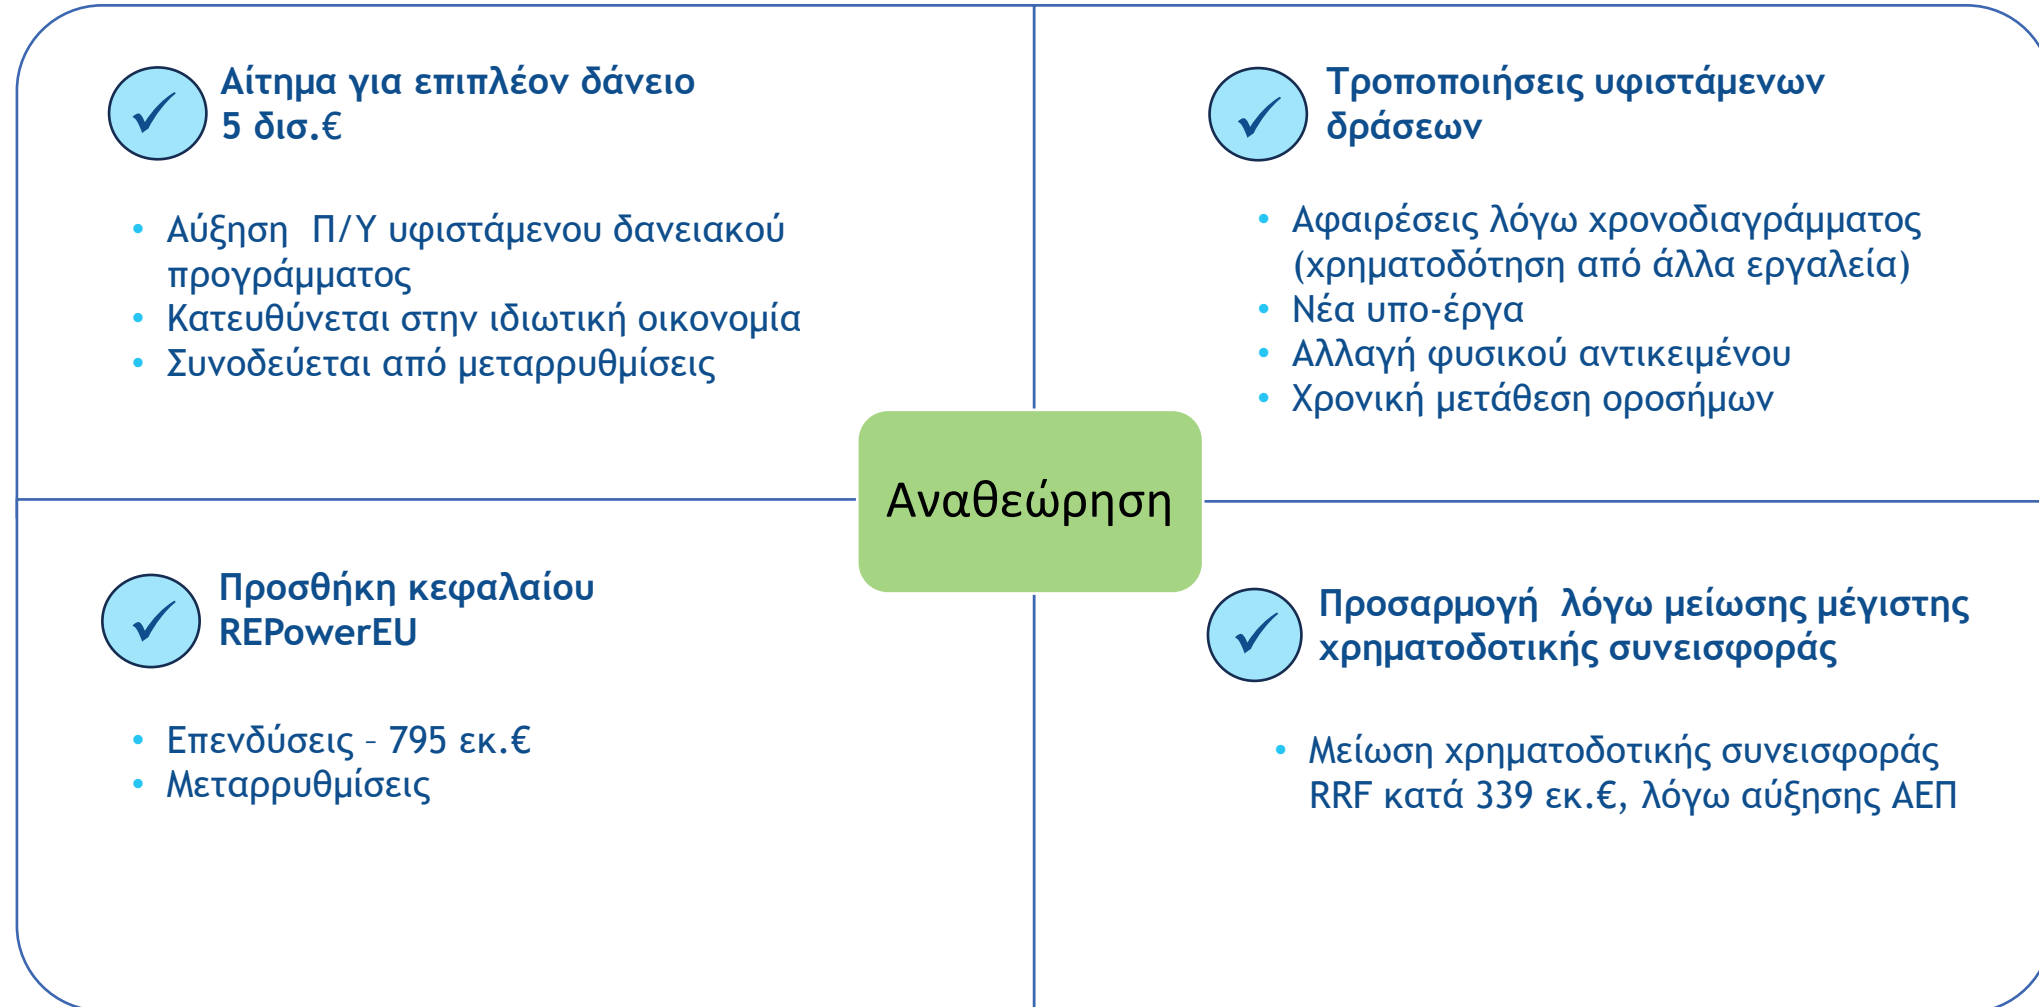 Αίτημα για επιπλέον δάνειο
5 δισ.€
• Αύξηση Π/Υ υφιστάμενου δανειακού
προγράμματος
• Κατευθύνεται στην ιδιωτική οικονομία
• Συνοδεύεται από μεταρρυθμίσεις
Τροποποιήσεις υφιστάμενων
δράσεων
• Αφαιρέσεις λόγω χρονοδιαγράμματος
(χρηματοδότηση από άλλα εργαλεία)
• Νέα υπο-έργα
• Αλλαγή φυσικού αντικειμένου
• Χρονική μετάθεση οροσήμων
Αναθεώρηση
Προσθήκη κεφαλαίου
REPowerEU
• Επενδύσεις – 795 εκ.€
• Μεταρρυθμίσεις
Προσαρμογή λόγω μείωσης μέγιστης
χρηματοδοτικής συνεισφοράς
• Μείωση χρηματοδοτικής συνεισφοράς
RRF κατά 339 εκ.€, λόγω αύξησης ΑΕΠ